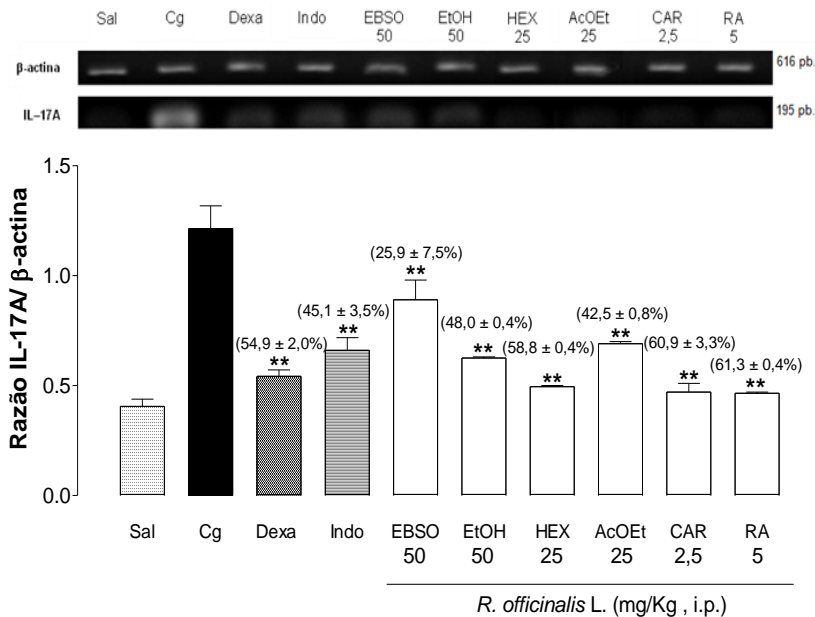 Sal Cg Dexa Indo EBSO EtOH HEX AcOEt CAR RA
50 50 25 25 2,5 5
β-actina 616 pb.
IL-17A 195 pb.
Razão IL-17A/ β-actina
1.5
1.0
0.5
0.0
(54,9 ± 2,0%)
**
(45,1 ± 3,5%)
**
(25,9 ± 7,5%)
**
(48,0 ± 0,4%)
**
(58,8 ± 0,4%)
**
(42,5 ± 0,8%)
**
(60,9 ± 3,3%)
**
(61,3 ± 0,4%)
**
Sal Cg Dexa Indo EBSO EtOH HEX AcOEt CAR RA
50 50 25 25 2,5 5
R. officinalis L. (mg/Kg , i.p.)